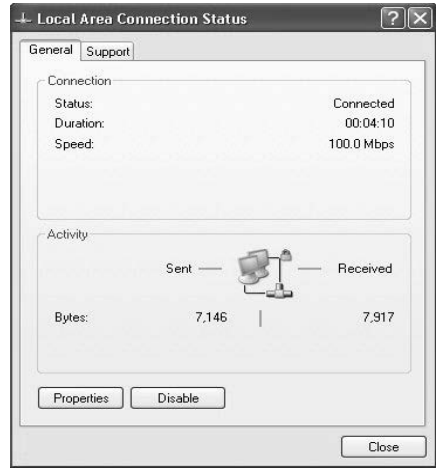 Local Area Connection Status
General Support
Connection
Status: Connected
Duration: 00:04:10
Speed: 100.0 Mbps
Activity
Sent Received
Bytes: 7,146 7,917
Properties Disable
Close